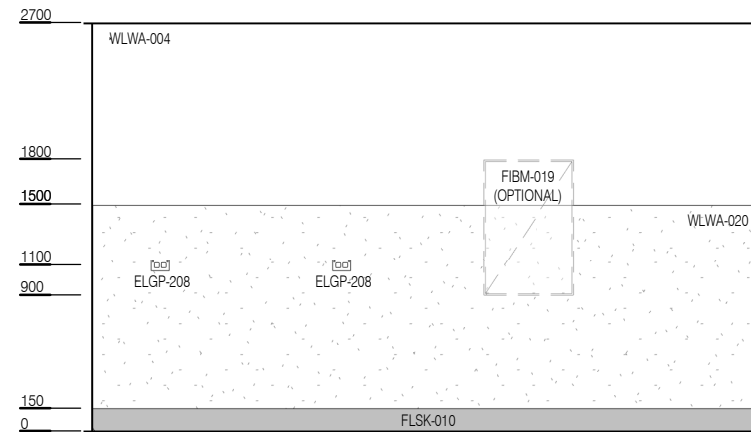 2700
WLWA-004
1800
FIBM-019
(OPTIONAL)
1500
WLWA-020
1100
ELGP-208
ELGP-208
900
150
FLSK-010
0